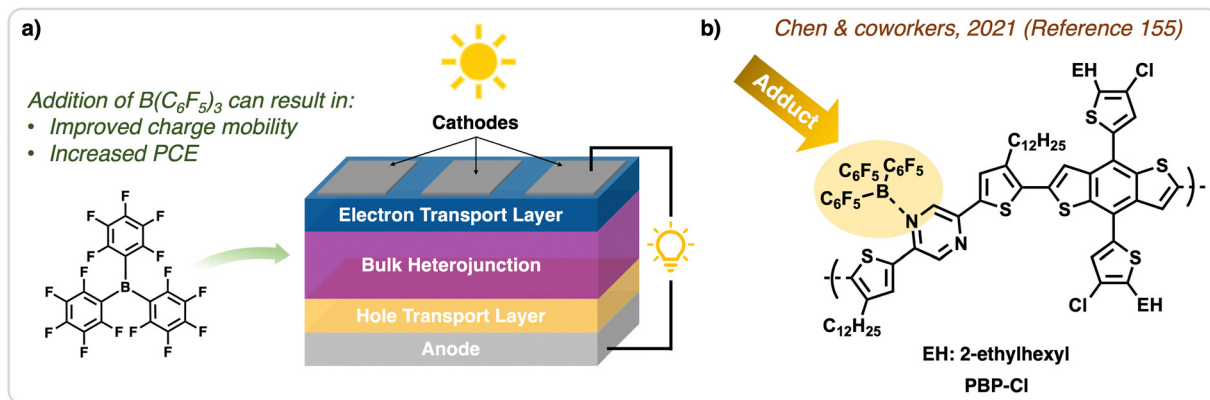 a)
Addition of B(C₆F₅)₃ can result in:
• Improved charge mobility
• Increased PCE
F
F
F
F
F
B
F
F
F
F
F
F
F
F
F
F
Cathodes
Electron Transport Layer
Bulk Heterojunction
Hole Transport Layer
Anode
b)
Chen & coworkers, 2021 (Reference 155)
Adduct
EH
Cl
S
C₁₂H₂₅
C₆F₅
C₆F₅
C₆F₅
B
S
N
S
S
N
S
S
Cl
EH
C₁₂H₂₅
EH: 2-ethylhexyl
PBP-Cl